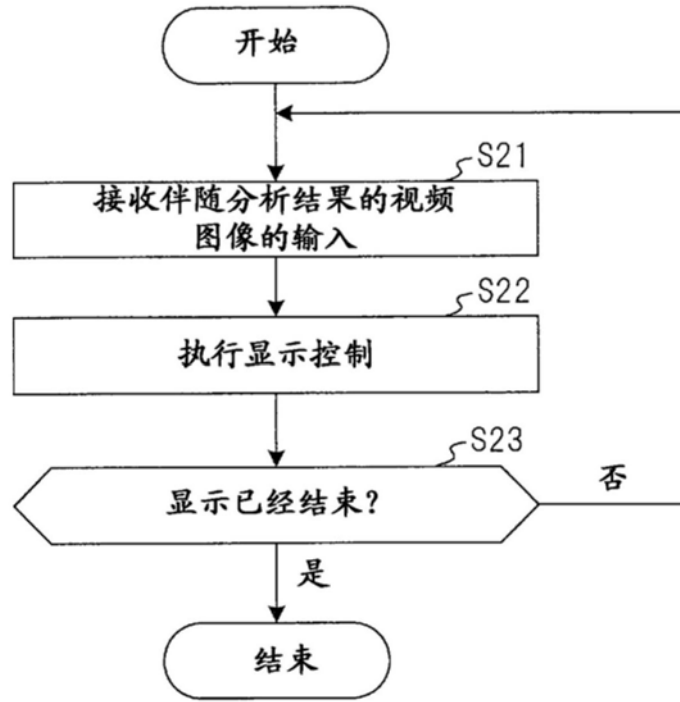 开始
S21
接收伴随分析结果的视频
图像的输入
S22
执行显示控制
S23
显示已经结束?
否
是
结束